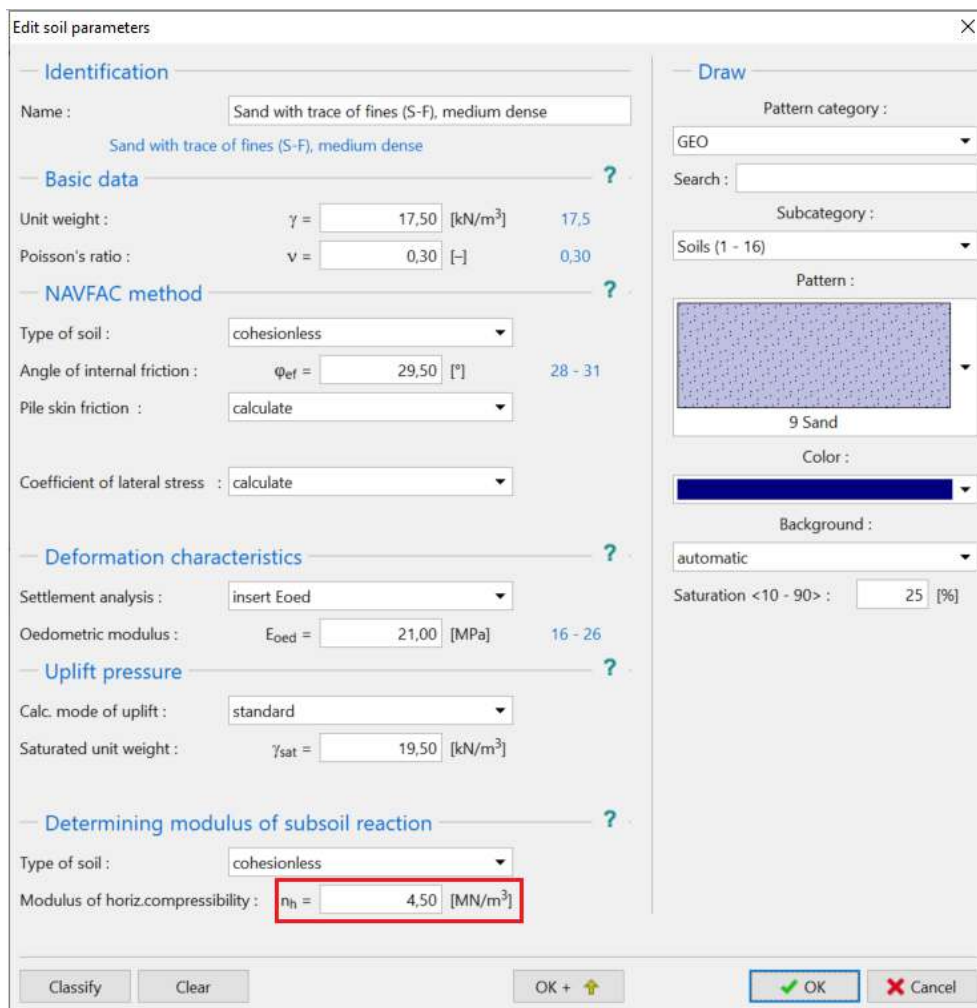 Edit soil parameters
Identification
Name :
Sand with trace of fines (S-F), medium dense
Sand with trace of fines (S-F), medium dense
Basic data ?
Unit weight : γ = 17,50 [kN/m³] 17,5
Poisson's ratio : ν = 0,30 [–] 0,30
NAVFAC method ?
Type of soil : cohesionless
Angle of internal friction : φef = 29,50 [°] 28 - 31
Pile skin friction : calculate
Coefficient of lateral stress : calculate
Deformation characteristics ?
Settlement analysis : insert Eoed
Oedometric modulus : Eoed = 21,00 [MPa] 16 - 26
Uplift pressure ?
Calc. mode of uplift : standard
Saturated unit weight : γsat = 19,50 [kN/m³]
Determining modulus of subsoil reaction ?
Type of soil : cohesionless
Modulus of horiz.compressibility : nh = 4,50 [MN/m³]
Draw
Pattern category :
GEO
Search :
Subcategory :
Soils (1 - 16)
Pattern :
9 Sand
Color :
Background :
automatic
Saturation <10 - 90> : 25 [%]
Classify Clear OK + OK Cancel